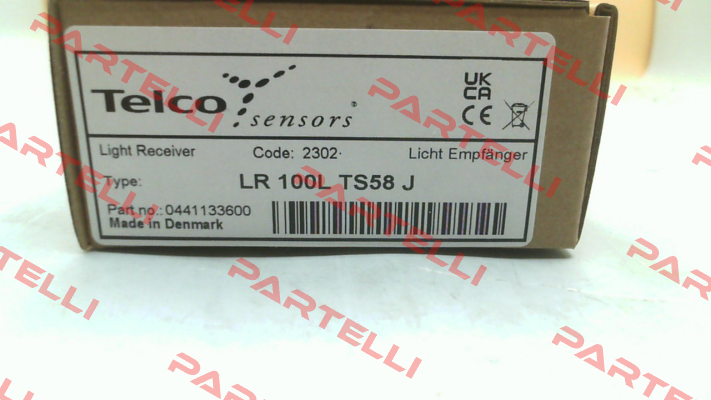 Telco sensors®
UK
CA
CE
Light Receiver Code: 2302· Licht Empfänger
Type: LR 100L TS58 J
Part no.: 0441133600
Made in Denmark
PARTELLI
PARTELLI
PARTELLI
PARTELLI
PARTELLI
PARTELLI
PARTELLI
PARTELLI